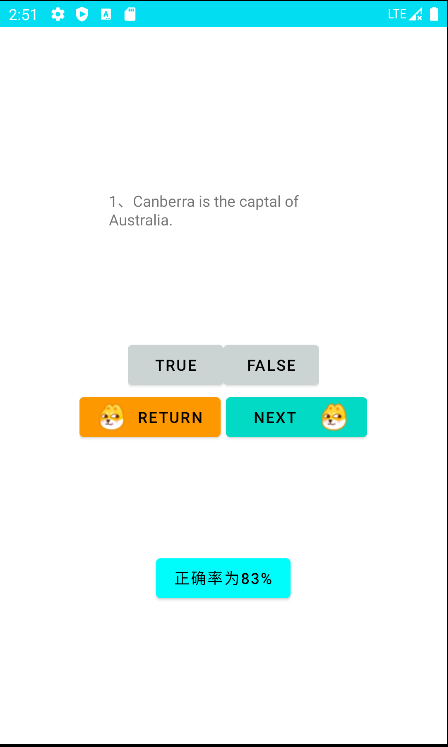 2:51
LTE
1、Canberra is the captal of
Australia.
TRUE FALSE
RETURN NEXT
正确率为83%